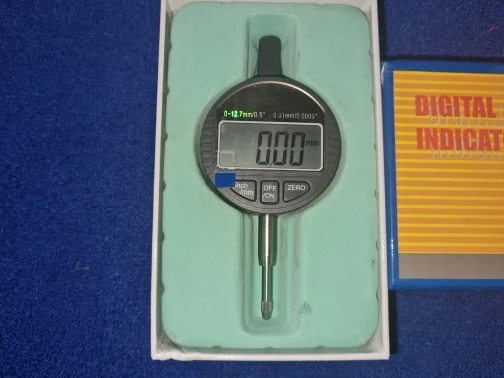 0-12.7mm/0.5" - 0.01mm/0.0005"
0.00 mm
inch
/mm
OFF
/ON
ZERO
DIGITAL
INDICAT